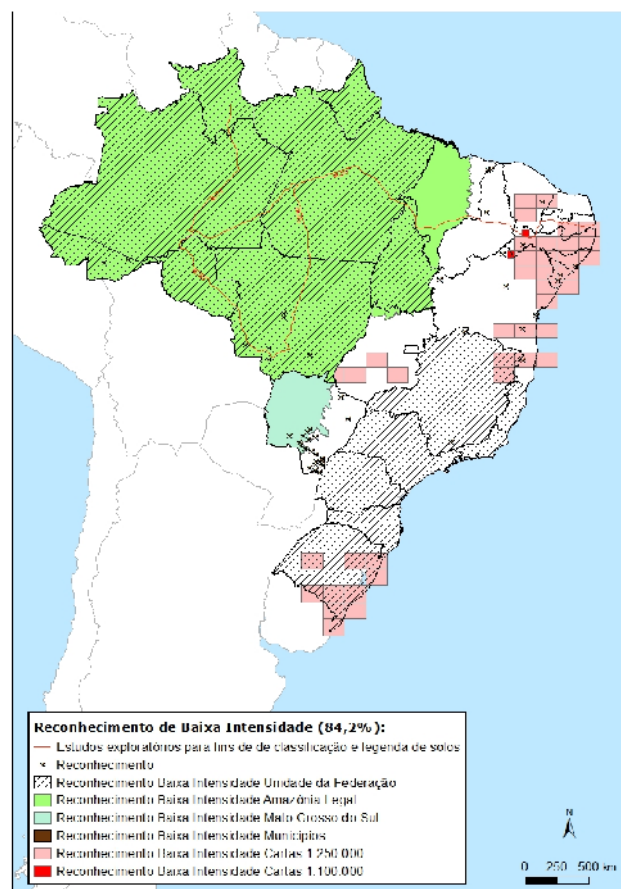 Reconhecimento de Baixa Intensidade (84,2%):
Estudos exploratórios para fins de de classificação e legenda de solos
Reconhecimento
Reconhecimento Baixa Intensidade Unidade da Federação
Reconhecimento Baixa Intensidade Amazônia Legal
Reconhecimento Baixa Intensidade Mato Grosso do Sul
Reconhecimento Baixa Intensidade Municípios
Reconhecimento Baixa Intensidade Cartas 1:250.000
Reconhecimento Baixa Intensidade Cartas 1:100.000
N
0 250 500 km